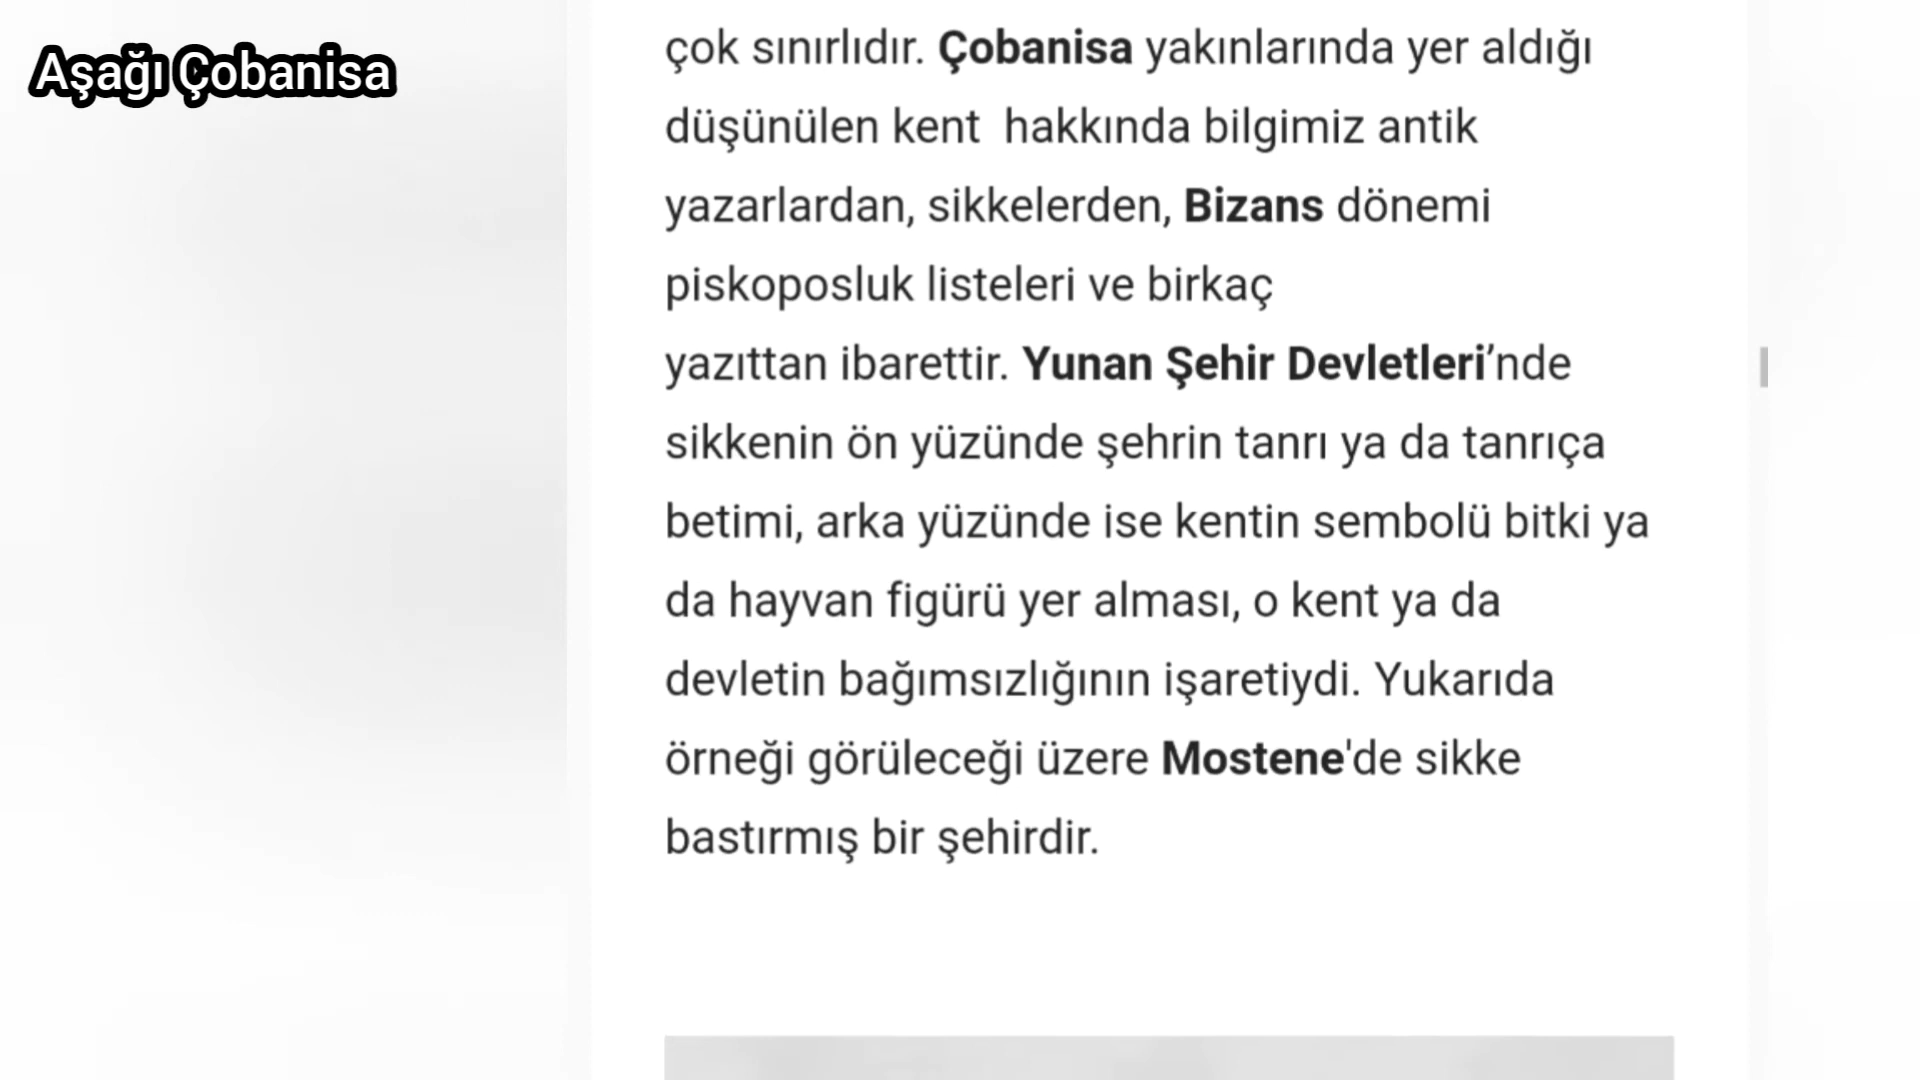 Aşağı Çobanisa
çok sınırlıdır. Çobanisa yakınlarında yer aldığı
düşünülen kent  hakkında bilgimiz antik
yazarlardan, sikkelerden, Bizans dönemi
piskoposluk listeleri ve birkaç
yazıttan ibarettir. Yunan Şehir Devletleri’nde
sikkenin ön yüzünde şehrin tanrı ya da tanrıça
betimi, arka yüzünde ise kentin sembolü bitki ya
da hayvan figürü yer alması, o kent ya da
devletin bağımsızlığının işaretiydi. Yukarıda
örneği görüleceği üzere Mostene'de sikke
bastırmış bir şehirdir.